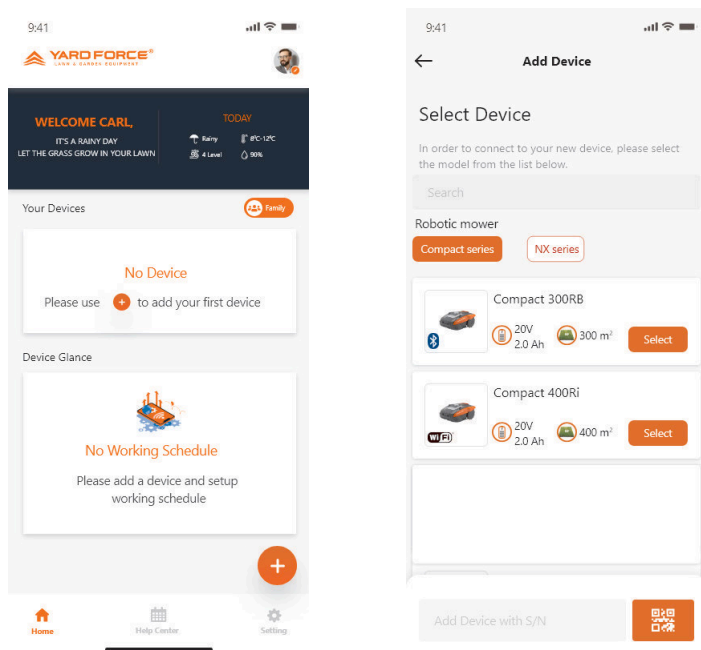 9:41
YARD FORCE®
LAWN & GARDEN EQUIPMENT
WELCOME CARL,
IT'S A RAINY DAY
LET THE GRASS GROW IN YOUR LAWN
TODAY
Rainy
8°C-12°C
4 Level
90%
Your Devices
Family
No Device
Please use + to add your first device
Device Glance
No Working Schedule
Please add a device and setup
working schedule
+
Home
Help Center
Setting
9:41
Add Device
Select Device
In order to connect to your new device, please select
the model from the list below.
Search
Robotic mower
Compact series
NX series
Compact 300RB
20V
2.0 Ah
300 m²
Select
Compact 400Ri
WiFi
20V
2.0 Ah
400 m²
Select
Add Device with S/N